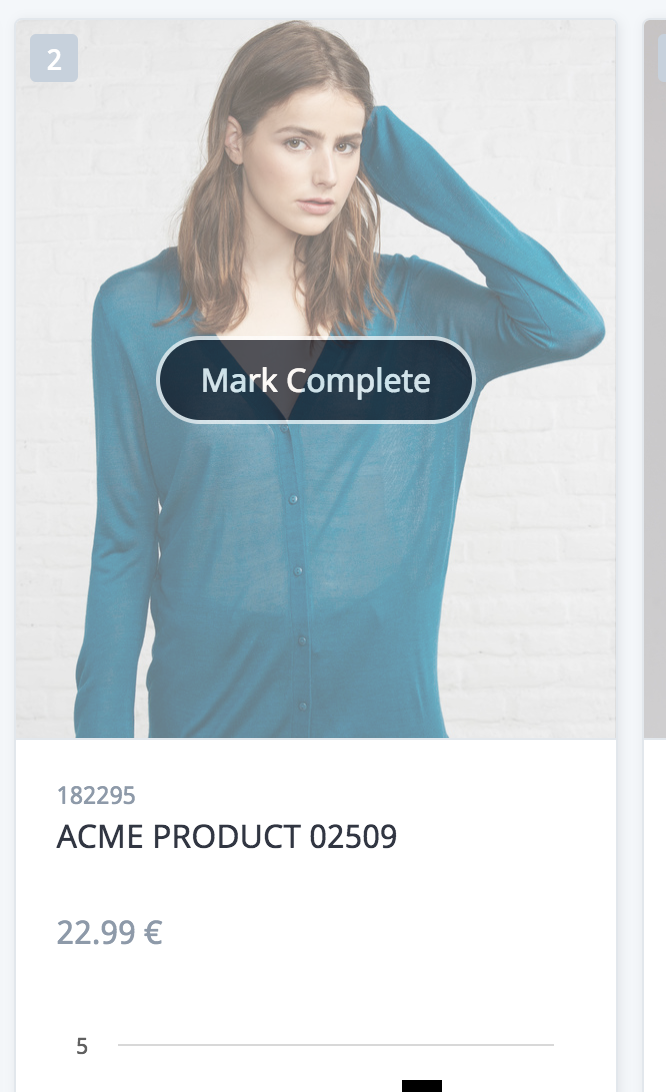 2
Mark Complete
182295
ACME PRODUCT 02509
22.99 €
5